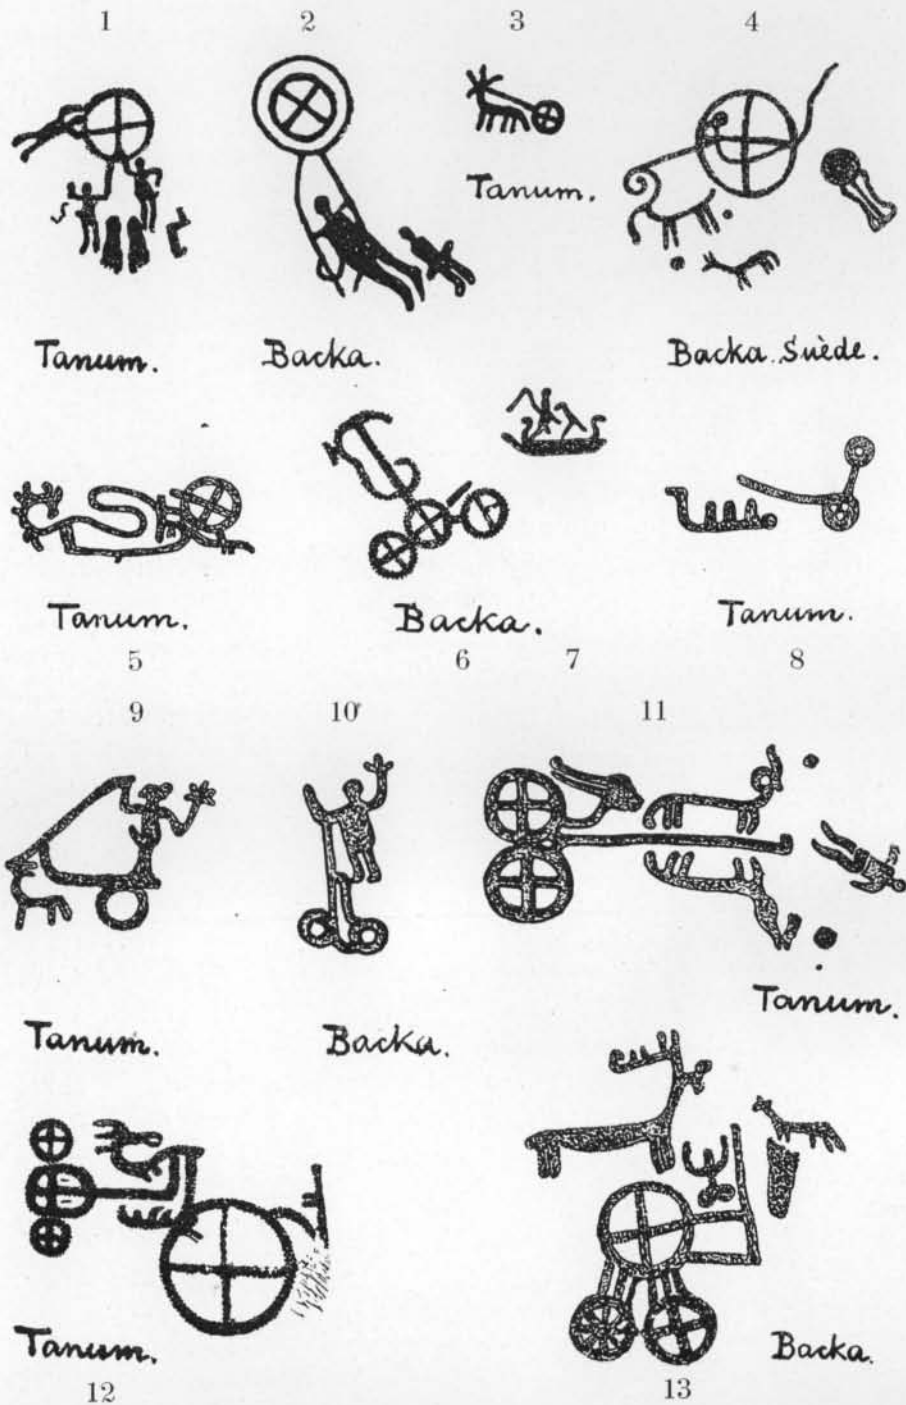 1 2 3 4
Tanum.
Tanum. Backa. Backa. Suède.
Tanum. Backa. Tanum.
5 6 7 8
9 10 11
Tanum.
Tanum. Backa.
Tanum. Backa.
12 13